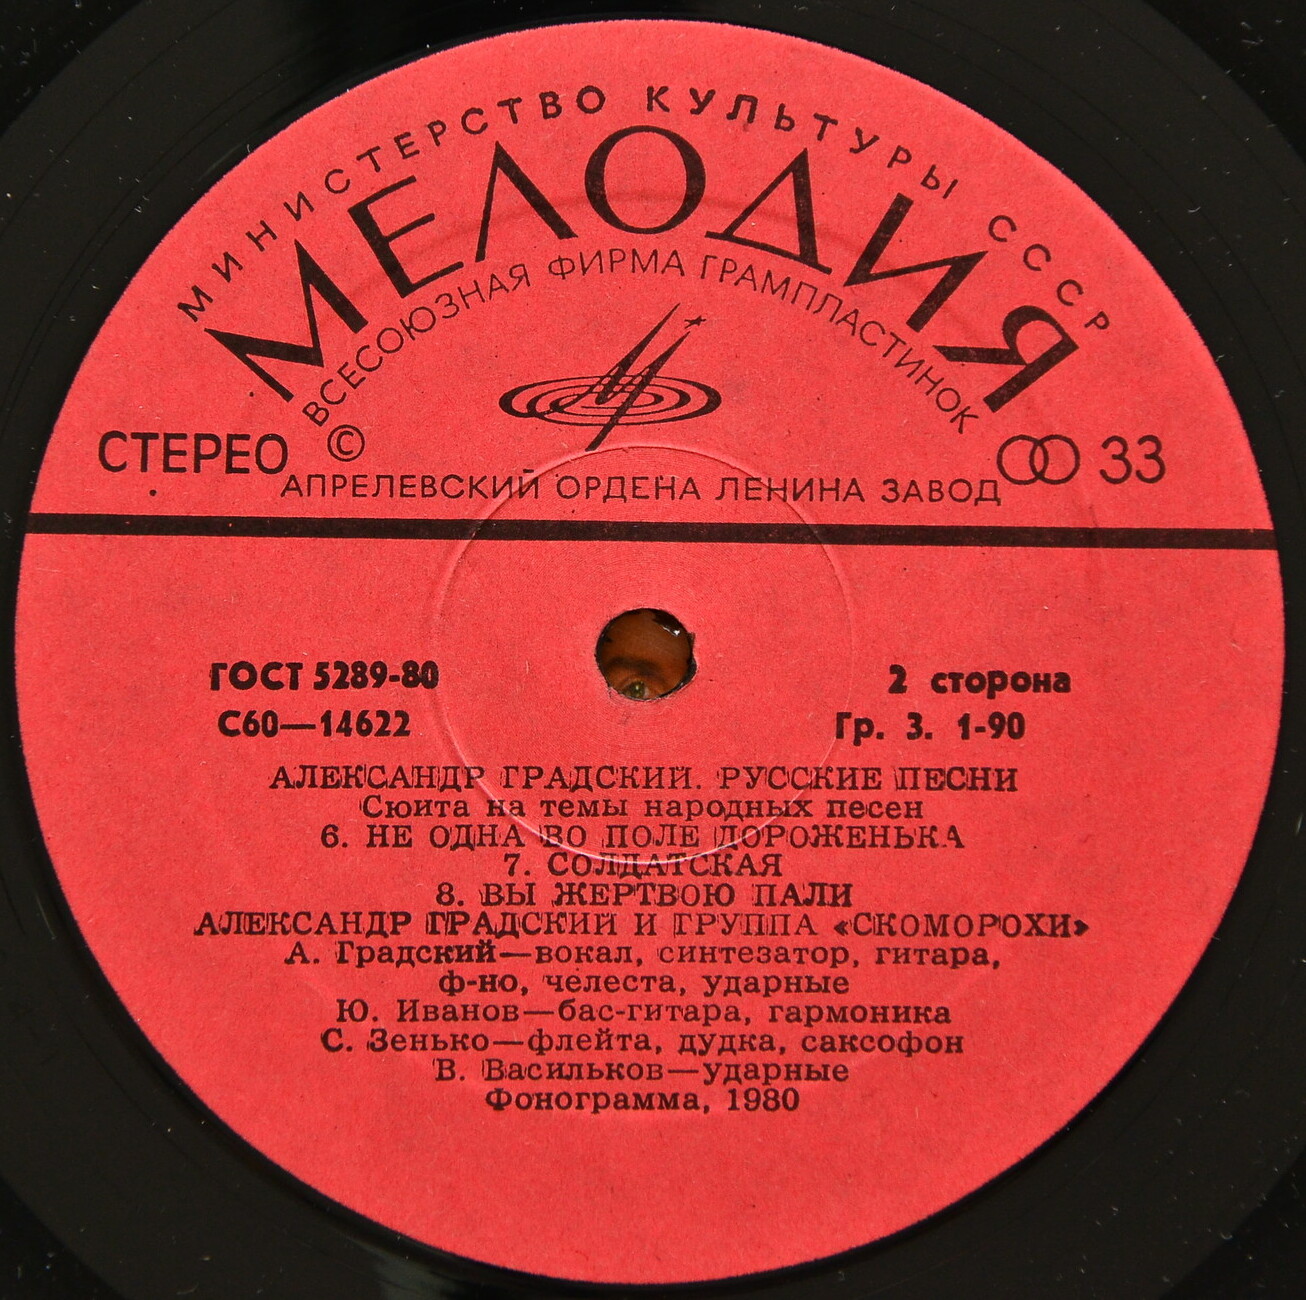 МИНИСТЕРСТВО КУЛЬТУРЫ СССР
МЕЛОДИЯ
ВСЕСОЮЗНАЯ ФИРМА ГРАМПЛАСТИНОК
СТЕРЕО © 33
АПРЕЛЕВСКИЙ ОРДЕНА ЛЕНИНА ЗАВОД
ГОСТ 5289-80 2 сторона
С60—14622 Гр. 3. 1-90
АЛЕКСАНДР ГРАДСКИЙ. РУССКИЕ ПЕСНИ
Сюита на темы народных песен
6. НЕ ОДНА ВО ПОЛЕ ДОРОЖЕНЬКА
7. СОЛДАТСКАЯ
8. ВЫ ЖЕРТВОЮ ПАЛИ
АЛЕКСАНДР ГРАДСКИЙ И ГРУППА «СКОМОРОХИ»
А. Градский—вокал, синтезатор, гитара,
ф-но, челеста, ударные
Ю. Иванов—бас-гитара, гармоника
С. Зенько—флейта, дудка, саксофон
В. Васильков—ударные
Фонограмма, 1980